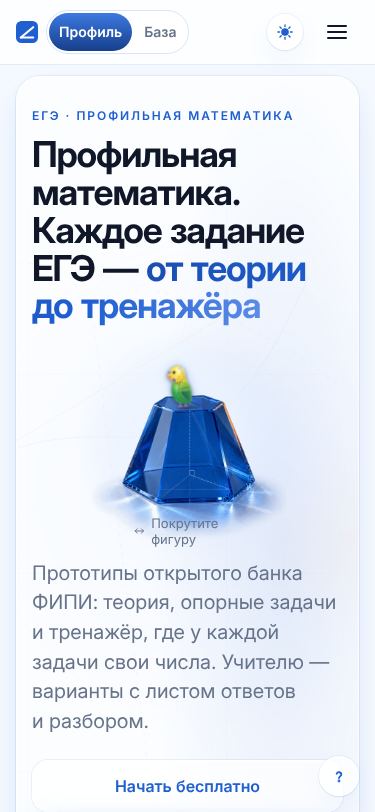 Профиль База
ЕГЭ · ПРОФИЛЬНАЯ МАТЕМАТИКА
Профильная
математика.
Каждое задание
ЕГЭ — от теории
до тренажёра
↔ Покрутите
фигуру
Прототипы открытого банка
ФИПИ: теория, опорные задачи
и тренажёр, где у каждой
задачи свои числа. Учителю —
варианты с листом ответов
и разбором.
Начать бесплатно
?